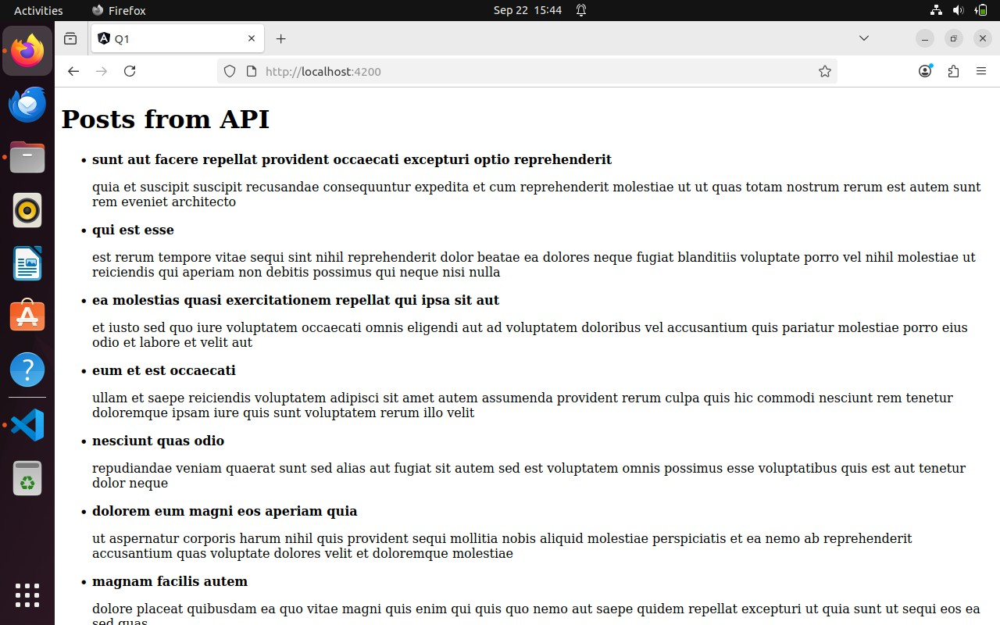 Activities
Firefox
Sep 22 15:44
Q1
http://localhost:4200
Posts from API
• sunt aut facere repellat provident occaecati excepturi optio reprehenderit
quia et suscipit suscipit recusandae consequuntur expedita et cum reprehenderit molestiae ut ut quas totam nostrum rerum est autem sunt
rem eveniet architecto
• qui est esse
est rerum tempore vitae sequi sint nihil reprehenderit dolor beatae ea dolores neque fugiat blanditiis voluptate porro vel nihil molestiae ut
reiciendis qui aperiam non debitis possimus qui neque nisi nulla
• ea molestias quasi exercitationem repellat qui ipsa sit aut
et iusto sed quo iure voluptatem occaecati omnis eligendi aut ad voluptatem doloribus vel accusantium quis pariatur molestiae porro eius
odio et labore et velit aut
• eum et est occaecati
ullam et saepe reiciendis voluptatem adipisci sit amet autem assumenda provident rerum culpa quis hic commodi nesciunt rem tenetur
doloremque ipsam iure quis sunt voluptatem rerum illo velit
• nesciunt quas odio
repudiandae veniam quaerat sunt sed alias aut fugiat sit autem sed est voluptatem omnis possimus esse voluptatibus quis est aut tenetur
dolor neque
• dolorem eum magni eos aperiam quia
ut aspernatur corporis harum nihil quis provident sequi mollitia nobis aliquid molestiae perspiciatis et ea nemo ab reprehenderit
accusantium quas voluptate dolores velit et doloremque molestiae
• magnam facilis autem
dolore placeat quibusdam ea quo vitae magni quis enim qui quis quo nemo aut saepe quidem repellat excepturi ut quia sunt ut sequi eos ea
sed quas